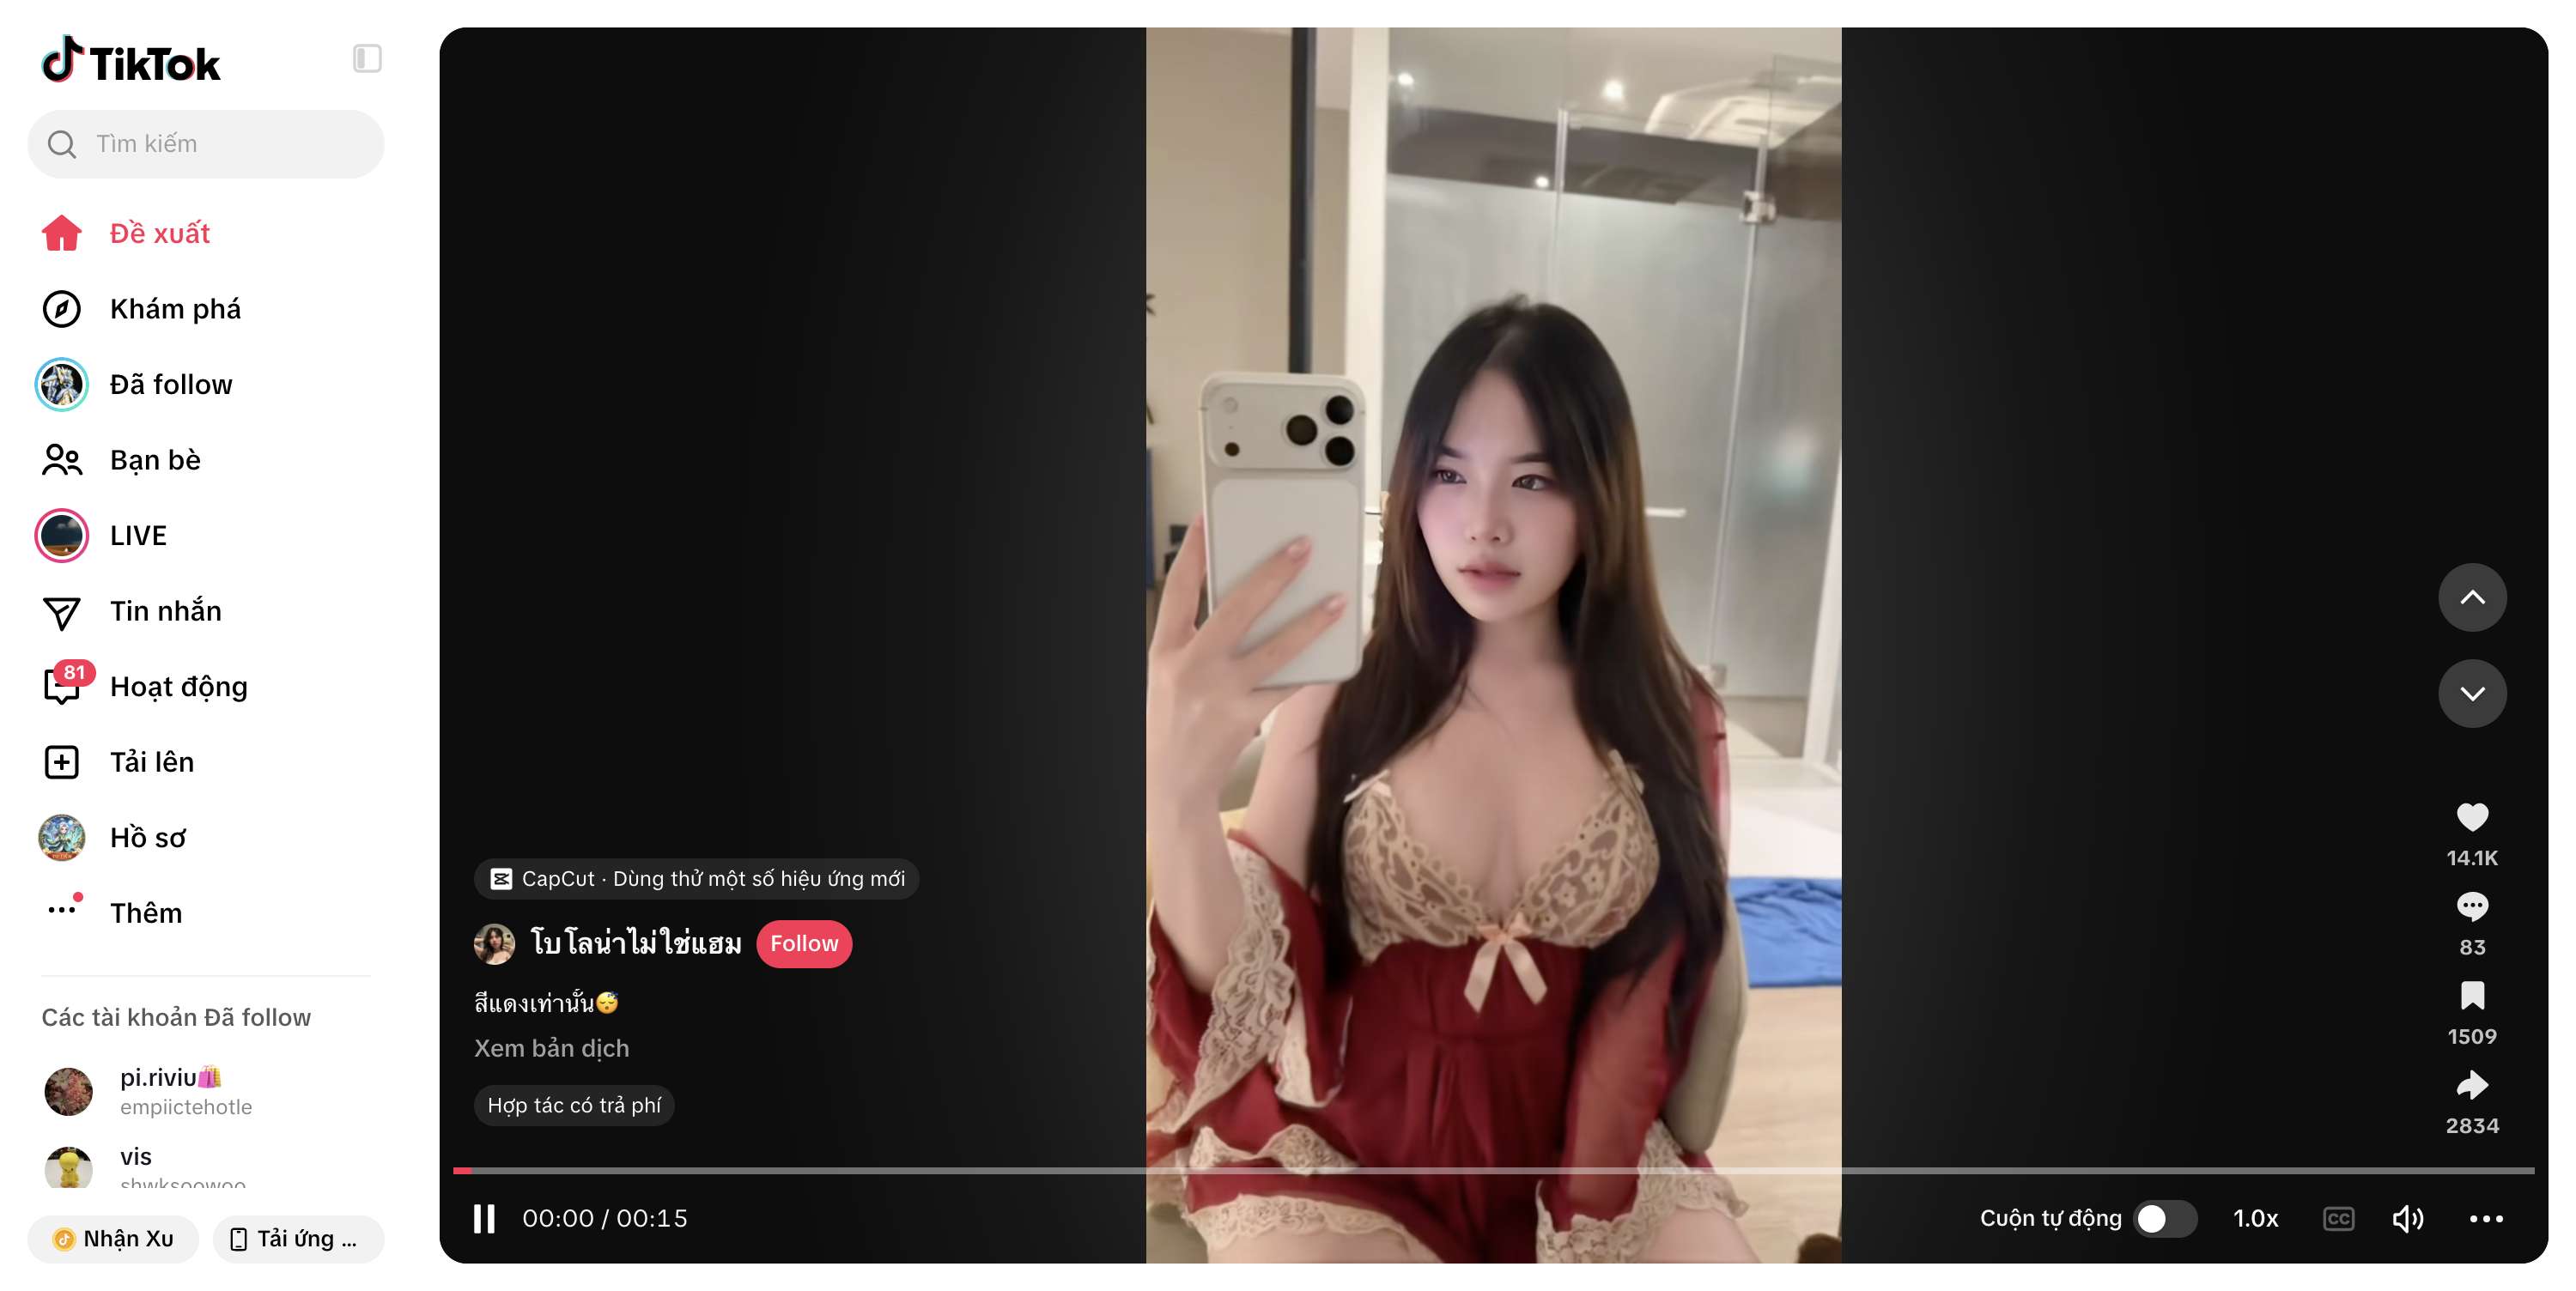 TikTok
Tìm kiếm
Đề xuất
Khám phá
Đã follow
Bạn bè
LIVE
Tin nhắn
81
Hoạt động
Tải lên
Hồ sơ
Thêm
Các tài khoản Đã follow
pi.riviu🛍️
empiictehotle
vis
shwksoowoo
Nhận Xu
Tải ứng ...
CapCut · Dùng thử một số hiệu ứng mới
โบโลน่าไม่ใช่แฮม
Follow
สีแดงเท่านั้น😴
Xem bản dịch
Hợp tác có trả phí
00:00 / 00:15
14.1K
83
1509
2834
Cuộn tự động
1.0x
CC